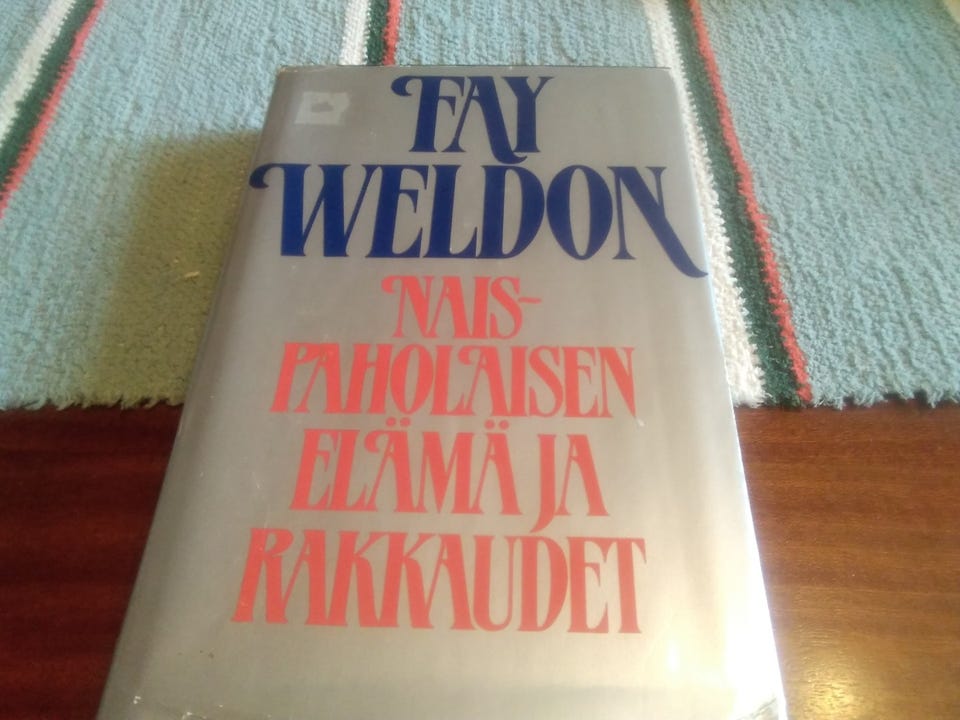 FAY
WELDON
NAIS-
PAHOLAISEN
ELÄMÄ JA
RAKKAUDET